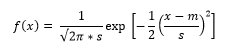 f(x) = 1/√(2π * s) exp [−1/2 ((x − m)/s)²]